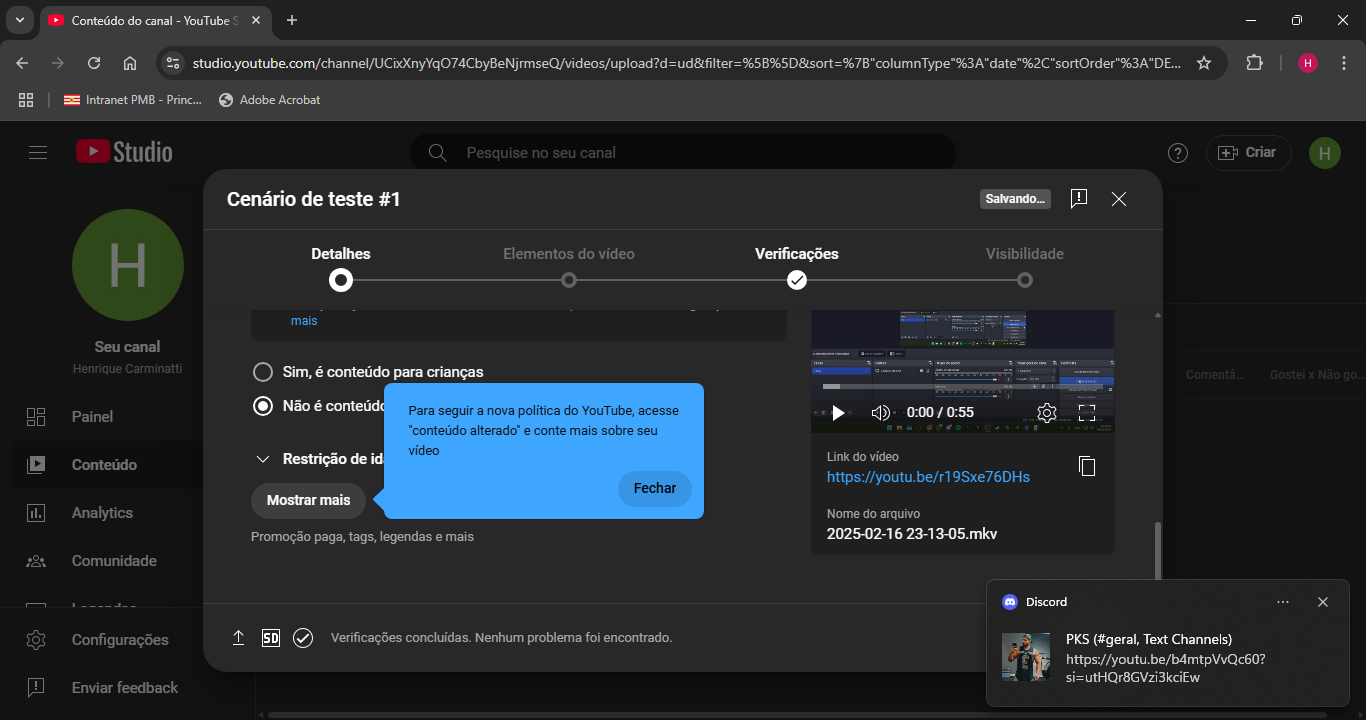 Conteúdo do canal - YouTube S
studio.youtube.com/channel/UCixXnyYqO74CbyBeNjrmseQ/videos/upload?d=ud&filter=%5B%5D&sort=%7B"columnType"%3A"date"%2C"sortOrder"%3A"DE...
H
Intranet PMB - Princ...
Adobe Acrobat
Studio
Pesquise no seu canal
Criar
H
Cenário de teste #1
Salvando...
Detalhes
Elementos do vídeo
Verificações
Visibilidade
H
Seu canal
Henrique Carminatti
Painel
Conteúdo
Analytics
Comunidade
Legendas
Configurações
Enviar feedback
mais
Sim, é conteúdo para crianças
Não é conteúdo
Restrição de id
Para seguir a nova política do YouTube, acesse
"conteúdo alterado" e conte mais sobre seu
vídeo
Fechar
Mostrar mais
Promoção paga, tags, legendas e mais
0:00 / 0:55
Link do vídeo
https://youtu.be/r19Sxe76DHs
Nome do arquivo
2025-02-16 23-13-05.mkv
Comentá...
Gostei x Não go...
SD
Verificações concluídas. Nenhum problema foi encontrado.
Discord
PKS (#geral, Text Channels)
https://youtu.be/b4mtpVvQc60?
si=utHQr8GVzi3kciEw